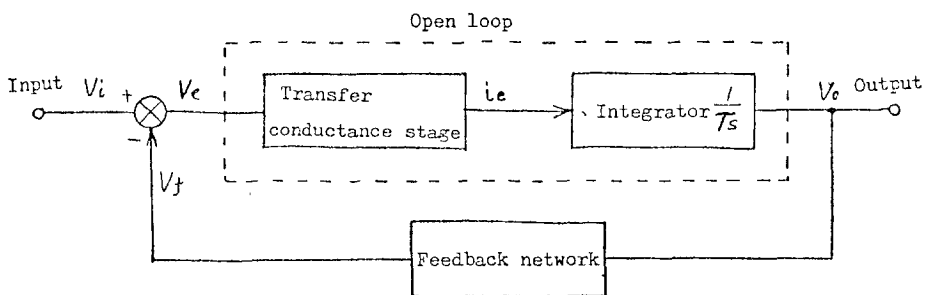 Open loop
Input
Vi
+
Ve
Transfer
conductance stage
ie
Integrator 1/Ts
Vo
Output
−
Vf
Feedback network